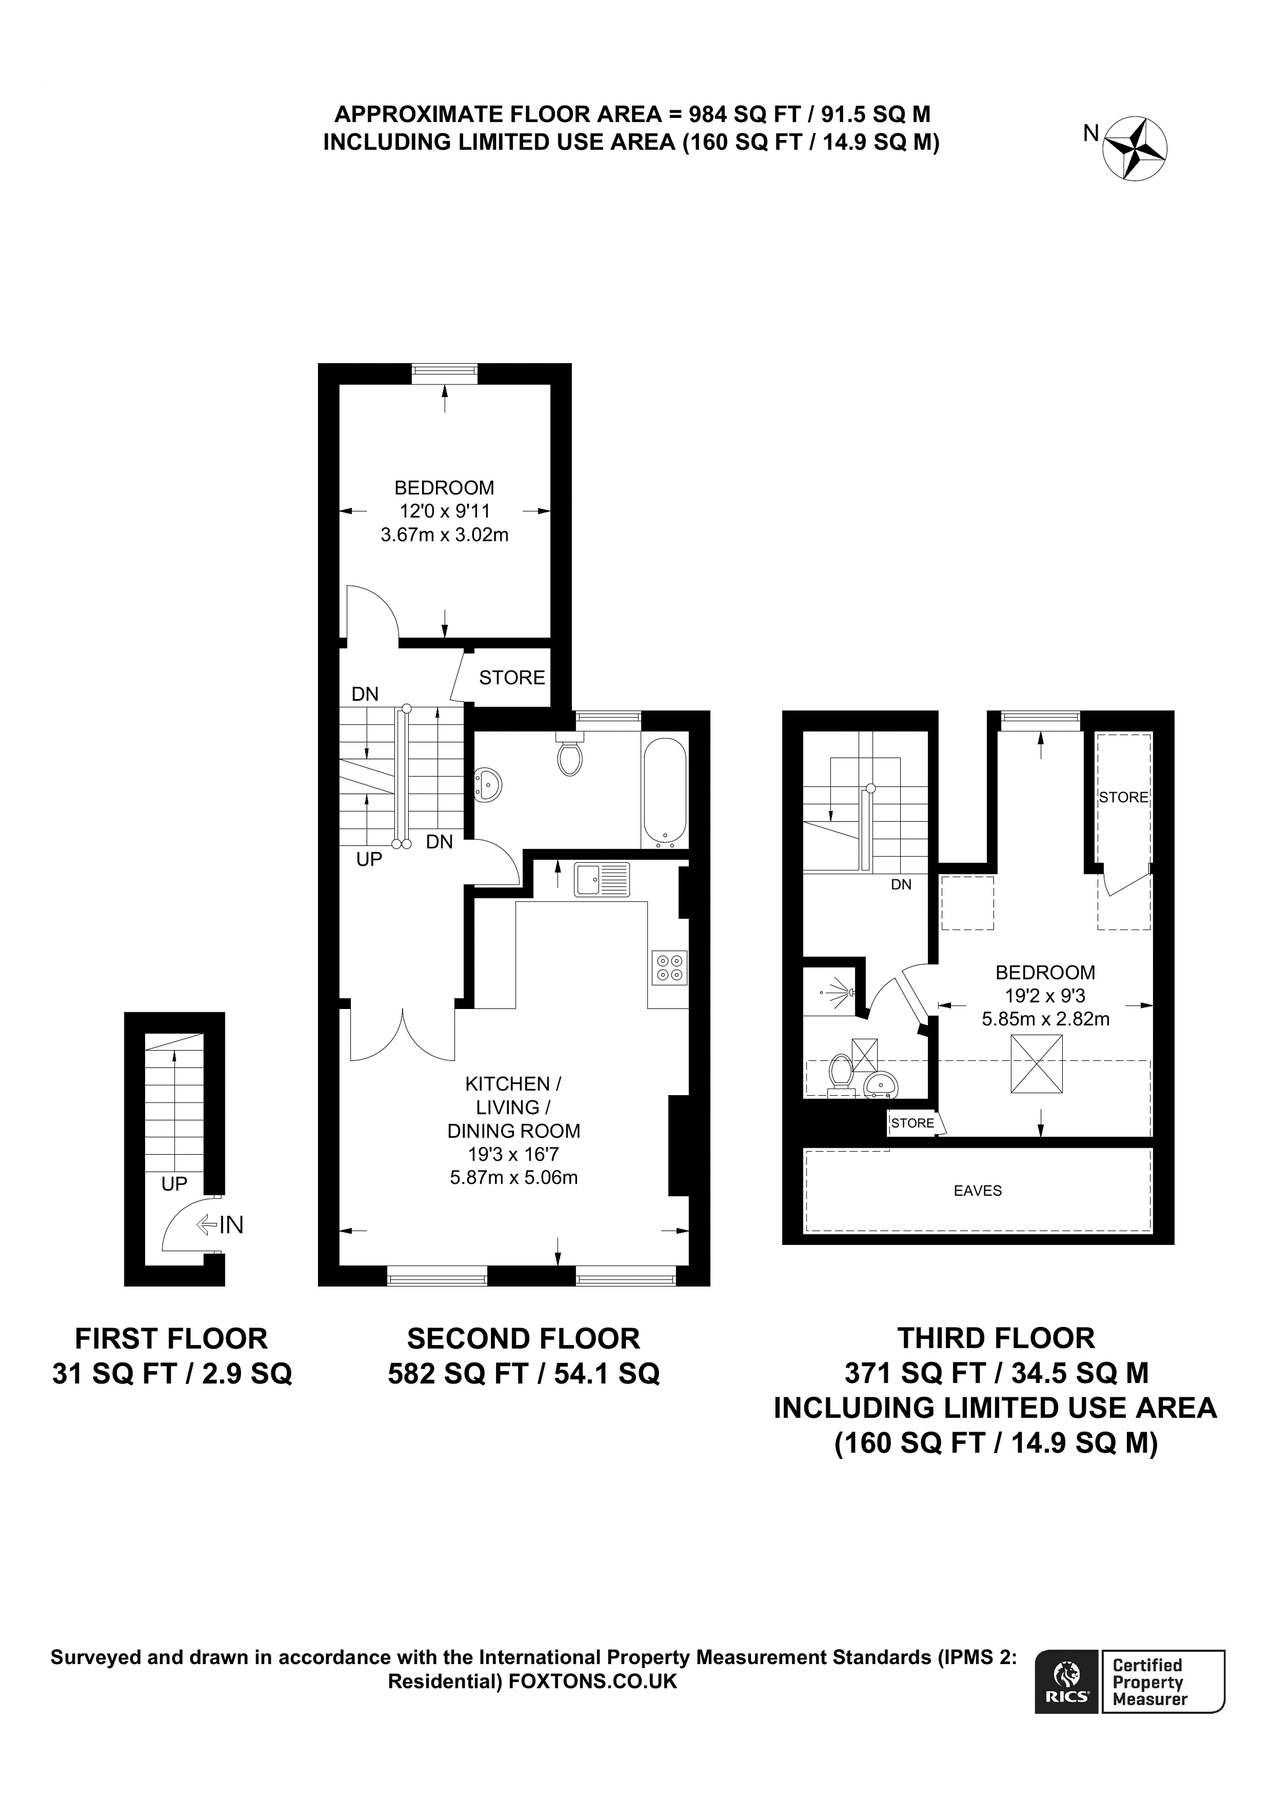 APPROXIMATE FLOOR AREA = 984 SQ FT / 91.5 SQ M
INCLUDING LIMITED USE AREA (160 SQ FT / 14.9 SQ M)
N
BEDROOM
12'0 x 9'11
3.67m x 3.02m
STORE
DN
DN
UP
KITCHEN /
LIVING /
DINING ROOM
19'3 x 16'7
5.87m x 5.06m
STORE
DN
BEDROOM
19'2 x 9'3
5.85m x 2.82m
STORE
EAVES
UP
IN
FIRST FLOOR
31 SQ FT / 2.9 SQ
SECOND FLOOR
582 SQ FT / 54.1 SQ
THIRD FLOOR
371 SQ FT / 34.5 SQ M
INCLUDING LIMITED USE AREA
(160 SQ FT / 14.9 SQ M)
Surveyed and drawn in accordance with the International Property Measurement Standards (IPMS 2:
Residential) FOXTONS.CO.UK
RICS
Certified
Property
Measurer